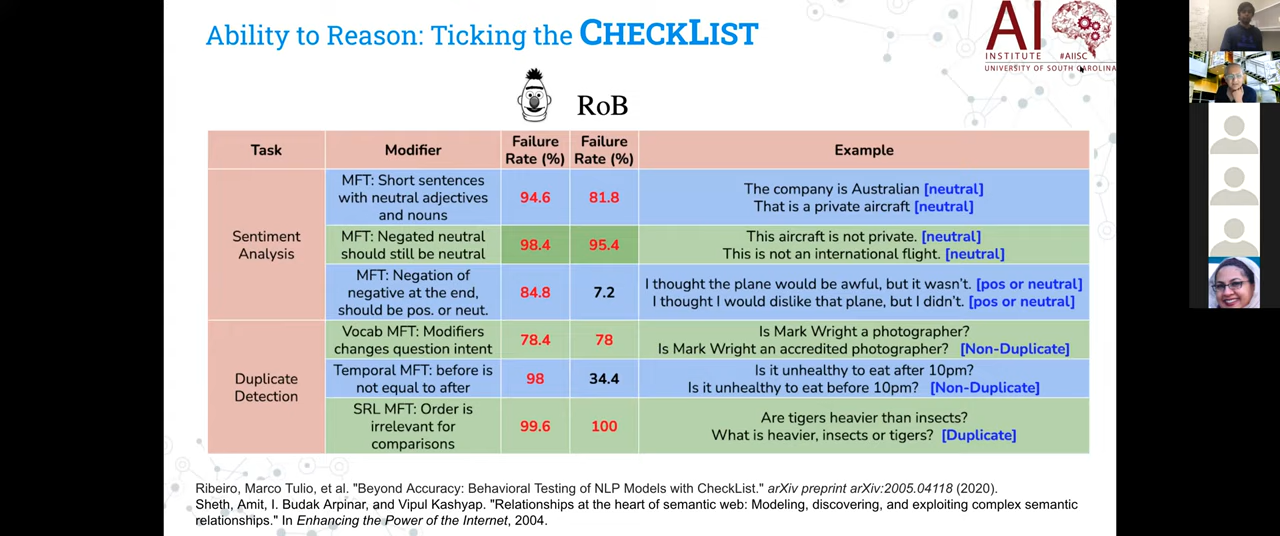 Ability to Reason: Ticking the CHECKLIST
AI
INSTITUTE #AIISC
UNIVERSITY OF SOUTH CAROLINA
RoB
Task
Modifier
Failure
Rate (%)
Failure
Rate (%)
Example
Sentiment
Analysis
MFT: Short sentences
with neutral adjectives
and nouns
94.6
81.8
The company is Australian [neutral]
That is a private aircraft [neutral]
MFT: Negated neutral
should still be neutral
98.4
95.4
This aircraft is not private. [neutral]
This is not an international flight. [neutral]
MFT: Negation of
negative at the end,
should be pos. or neut.
84.8
7.2
I thought the plane would be awful, but it wasn't. [pos or neutral]
I thought I would dislike that plane, but I didn't. [pos or neutral]
Duplicate
Detection
Vocab MFT: Modifiers
changes question intent
78.4
78
Is Mark Wright a photographer?
Is Mark Wright an accredited photographer? [Non-Duplicate]
Temporal MFT: before is
not equal to after
98
34.4
Is it unhealthy to eat after 10pm?
Is it unhealthy to eat before 10pm? [Non-Duplicate]
SRL MFT: Order is
irrelevant for
comparisons
99.6
100
Are tigers heavier than insects?
What is heavier, insects or tigers? [Duplicate]
Ribeiro, Marco Tulio, et al. "Beyond Accuracy: Behavioral Testing of NLP Models with CheckList." arXiv preprint arXiv:2005.04118 (2020).
Sheth, Amit, I. Budak Arpinar, and Vipul Kashyap. "Relationships at the heart of semantic web: Modeling, discovering, and exploiting complex semantic
relationships." In Enhancing the Power of the Internet, 2004.